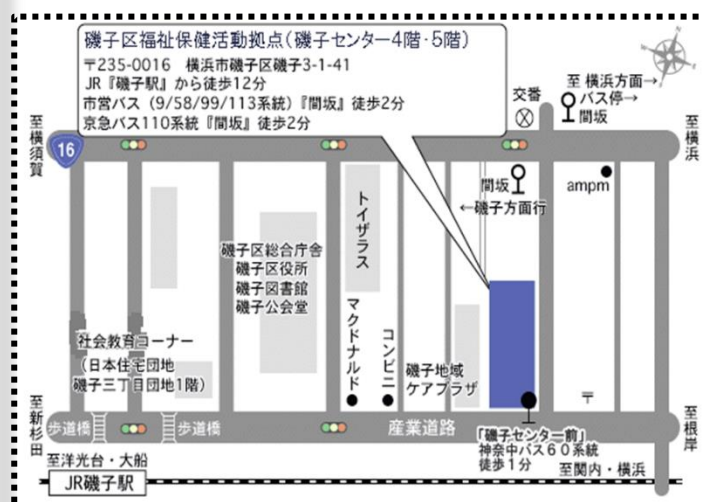 磯子区福祉保健活動拠点（磯子センター4階・5階）
〒235-0016　横浜市磯子区磯子3-1-41
JR『磯子駅』から徒歩12分
市営バス（9/58/99/113系統）『間坂』徒歩2分
京急バス110系統『間坂』徒歩2分
交番
至 横浜方面→
バス停→
間坂
至横須賀
16
至横浜
間坂
←磯子方面行
ampm
トイザラス
磯子区総合庁舎
磯子区役所
磯子図書館
磯子公会堂
マクドナルド
コンビニ
社会教育コーナー
（日本住宅団地
磯子三丁目団地1階）
磯子地域
ケアプラザ
〒
至新杉田
歩道橋
歩道橋
産業道路
至根岸
「磯子センター前」
神奈中バス６０系統
徒歩１分
至洋光台・大船
至関内・横浜
JR磯子駅